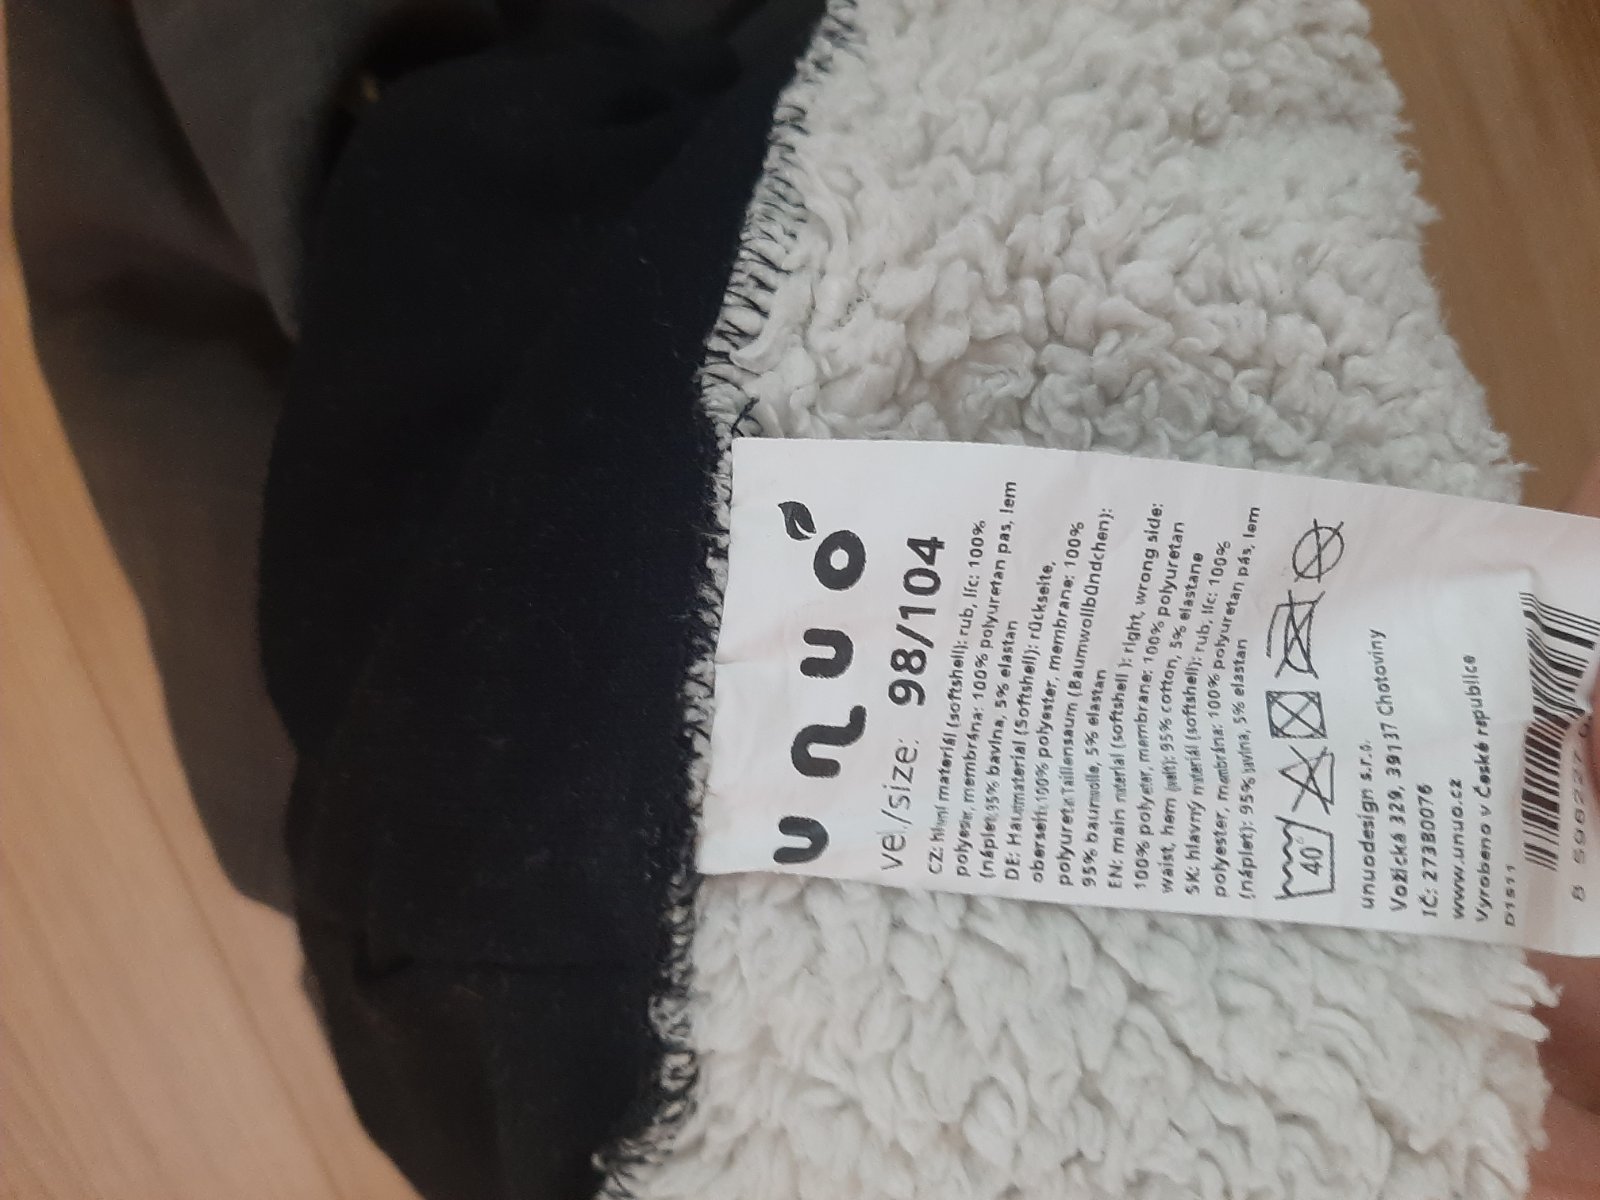 unuo
vel./size: 98/104
CZ: hlavní materiál (softshell): rub, líc: 100%
polyester, membrána: 100% polyuretan pas, lem
(náplet): 95% bavlna, 5% elastan
DE: Hauptmaterial (Softshell): rückseite,
oberseite: 100% polyester, membrane: 100%
polyuretan Taillensaum (Baumwollbündchen):
95% baumwolle, 5% elastan
EN: main material (softshell): right, wrong side:
100% polyester, membrane: 100% polyuretan
waist, hem (palt): 95% cotton, 5% elastane
SK: hlavný materiál (softshell): rub, líc: 100%
polyester, membrána: 100% polyuretan pás, lem
(náplet): 95% bavlna, 5% elastan
40°
unuodesign s.r.o.
Vožická 329, 39137 Chotoviny
IČ: 27380076
www.unuo.cz
Vyrobeno v České republice
D1511